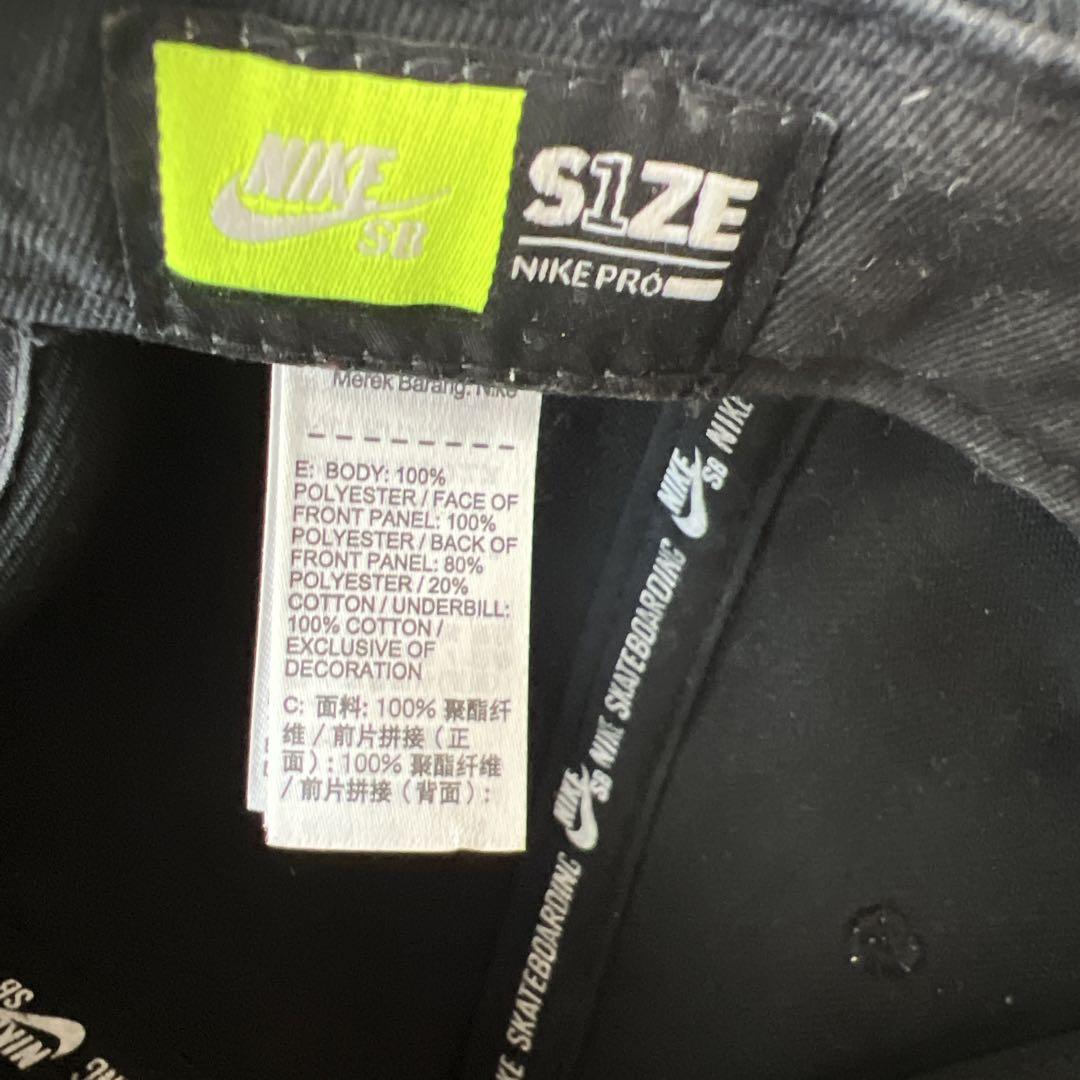 NIKE
SB
S1ZE
NIKE PRO
Merek Barang: Nike
E: BODY: 100%
POLYESTER / FACE OF
FRONT PANEL: 100%
POLYESTER / BACK OF
FRONT PANEL: 80%
POLYESTER / 20%
COTTON / UNDERBILL:
100% COTTON /
EXCLUSIVE OF
DECORATION
C: 面料: 100% 聚酯纤
维 / 前片拼接 ( 正
面 ) : 100% 聚酯纤维
/ 前片拼接 ( 背面 ) :
NIKE
NIKE SB
NIKE SKATEBOARDING
NIKE SB
SKATEBOARDING
SB